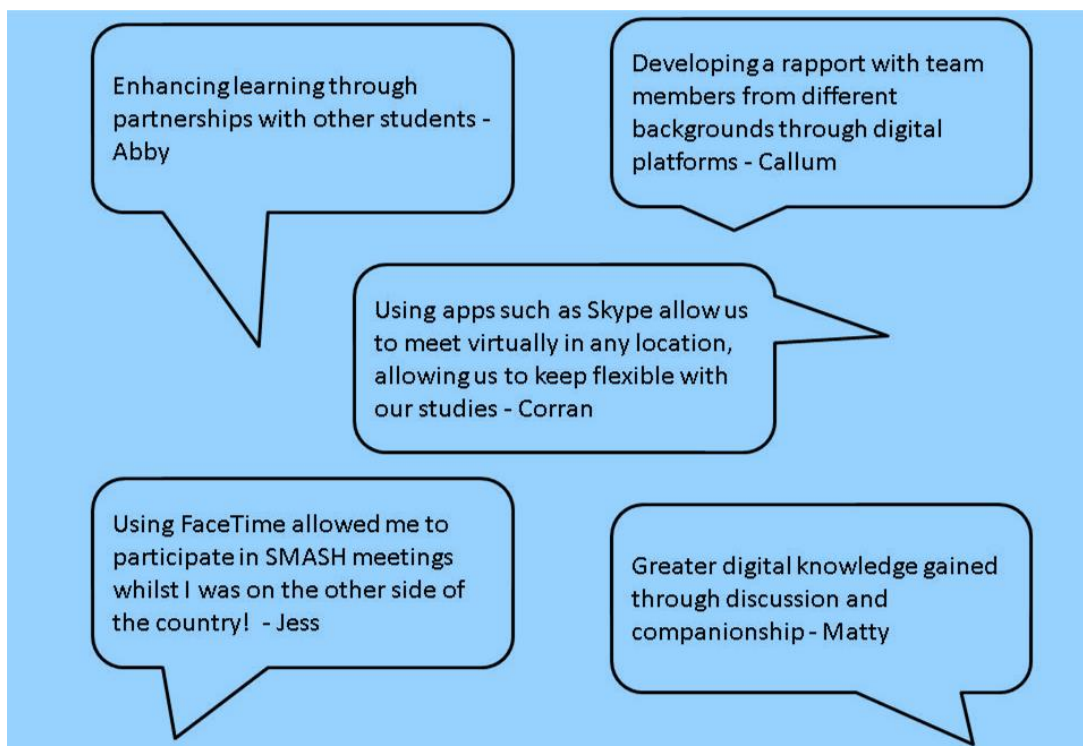 Enhancing learning through
partnerships with other students -
Abby
Developing a rapport with team
members from different
backgrounds through digital
platforms - Callum
Using apps such as Skype allow us
to meet virtually in any location,
allowing us to keep flexible with
our studies - Corran
Using FaceTime allowed me to
participate in SMASH meetings
whilst I was on the other side of
the country!  - Jess
Greater digital knowledge gained
through discussion and
companionship - Matty